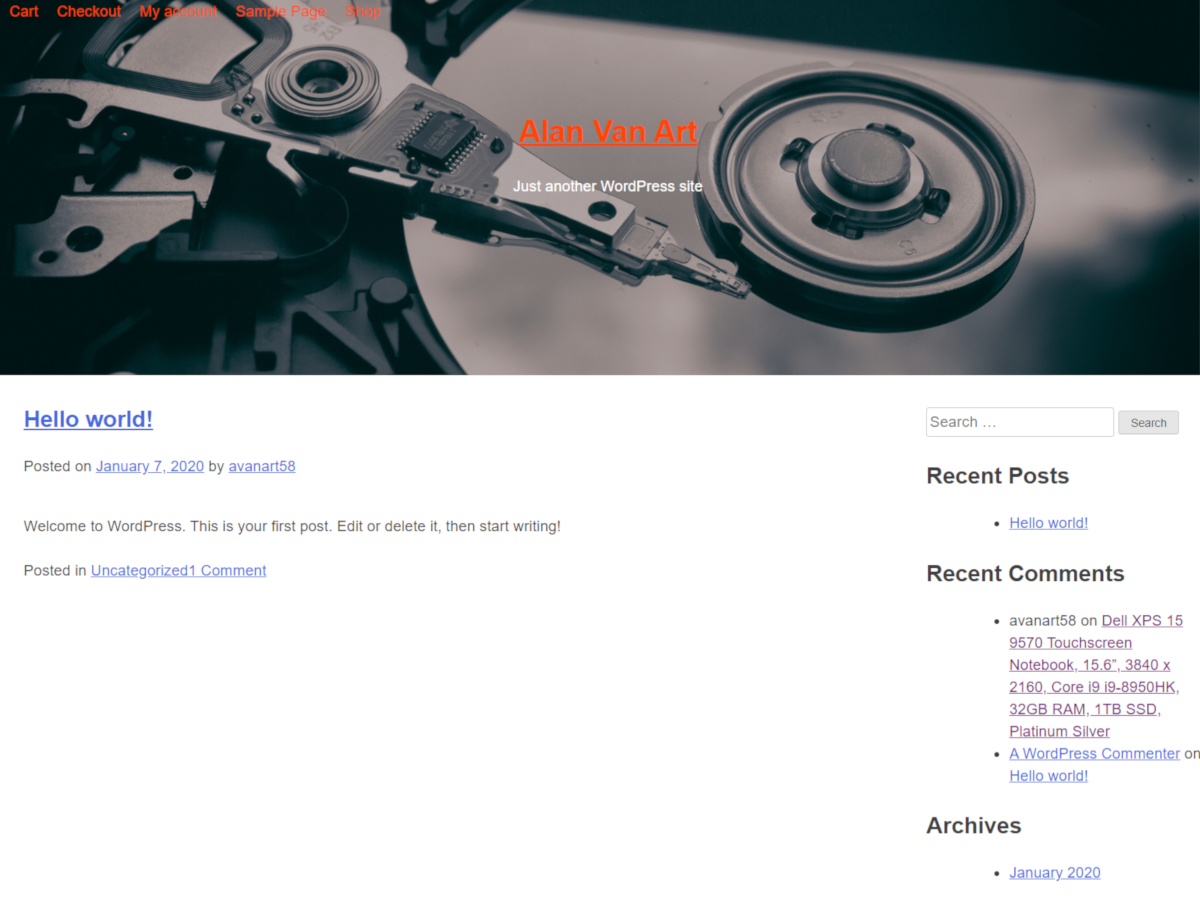 Cart Checkout My account Sample Page Shop
Alan Van Art
Just another WordPress site
Hello world!
Posted on January 7, 2020 by avanart58
Welcome to WordPress. This is your first post. Edit or delete it, then start writing!
Posted in Uncategorized1 Comment
Search …
Search
Recent Posts
Hello world!
Recent Comments
avanart58 on Dell XPS 15
9570 Touchscreen
Notebook, 15.6”, 3840 x
2160, Core i9 i9-8950HK,
32GB RAM, 1TB SSD,
Platinum Silver
A WordPress Commenter on
Hello world!
Archives
January 2020